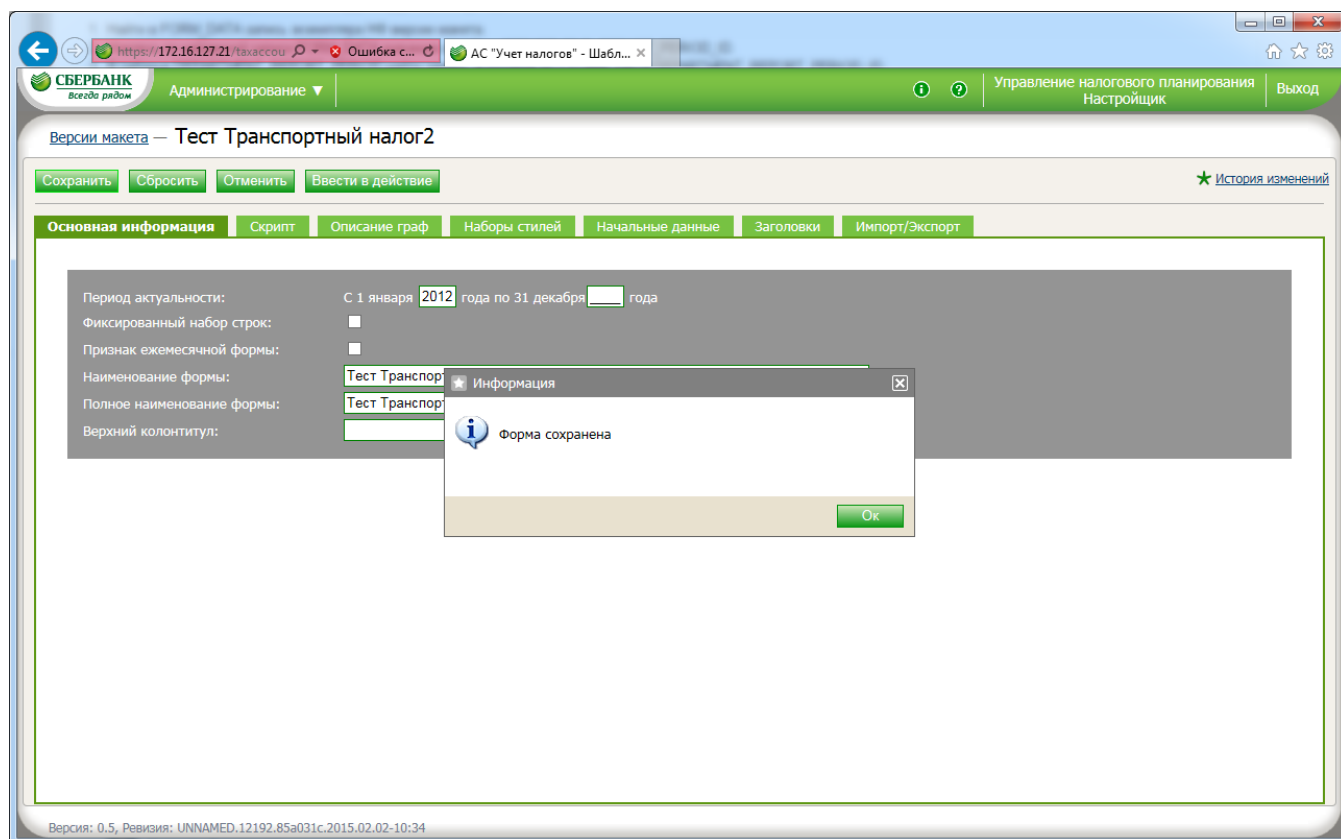 https://172.16.127.21/taxaccou
Ошибка с...
АС "Учет налогов" - Шабл...
СБЕРБАНК
Всегда рядом
Администрирование
Управление налогового планирования
Настройщик
Выход
Версии макета — Тест Транспортный налог2
Сохранить Сбросить Отменить Ввести в действие
История изменений
Основная информация Скрипт Описание граф Наборы стилей Начальные данные Заголовки Импорт/Экспорт
Период актуальности: С 1 января 2012 года по 31 декабря ____ года
Фиксированный набор строк:
Признак ежемесячной формы:
Наименование формы: Тест Транспор
Полное наименование формы: Тест Транспор
Верхний колонтитул:
Информация
Форма сохранена
Ок
Версия: 0.5, Ревизия: UNNAMED.12192.85a031c.2015.02.02-10:34